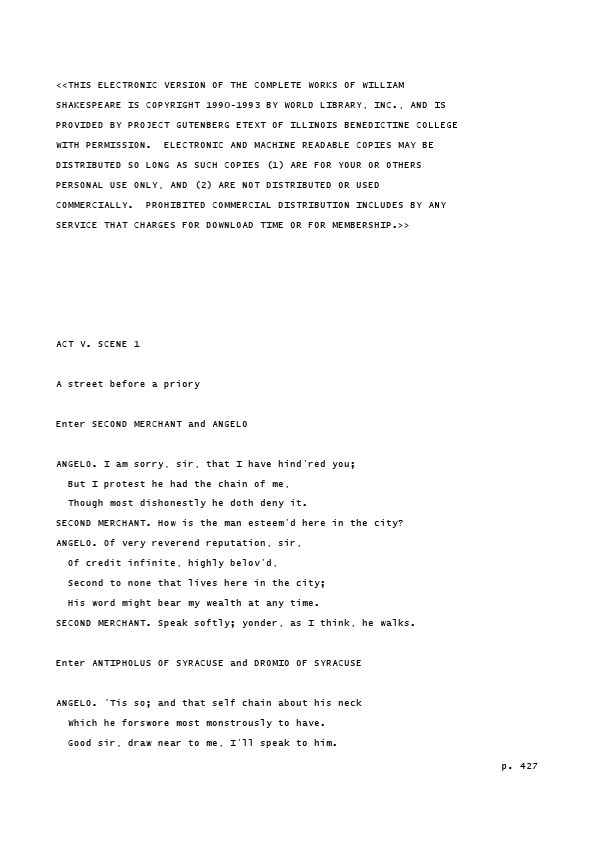 <<THIS ELECTRONIC VERSION OF THE COMPLETE WORKS OF WILLIAM
SHAKESPEARE IS COPYRIGHT 1990-1993 BY WORLD LIBRARY, INC., AND IS
PROVIDED BY PROJECT GUTENBERG ETEXT OF ILLINOIS BENEDICTINE COLLEGE
WITH PERMISSION.  ELECTRONIC AND MACHINE READABLE COPIES MAY BE
DISTRIBUTED SO LONG AS SUCH COPIES (1) ARE FOR YOUR OR OTHERS
PERSONAL USE ONLY, AND (2) ARE NOT DISTRIBUTED OR USED
COMMERCIALLY.  PROHIBITED COMMERCIAL DISTRIBUTION INCLUDES BY ANY
SERVICE THAT CHARGES FOR DOWNLOAD TIME OR FOR MEMBERSHIP.>>
ACT V. SCENE 1
A street before a priory
Enter SECOND MERCHANT and ANGELO
ANGELO. I am sorry, sir, that I have hind'red you;
But I protest he had the chain of me,
Though most dishonestly he doth deny it.
SECOND MERCHANT. How is the man esteem'd here in the city?
ANGELO. Of very reverend reputation, sir,
Of credit infinite, highly belov'd,
Second to none that lives here in the city;
His word might bear my wealth at any time.
SECOND MERCHANT. Speak softly; yonder, as I think, he walks.
Enter ANTIPHOLUS OF SYRACUSE and DROMIO OF SYRACUSE
ANGELO. 'Tis so; and that self chain about his neck
Which he forswore most monstrously to have.
Good sir, draw near to me, I'll speak to him.
p. 427